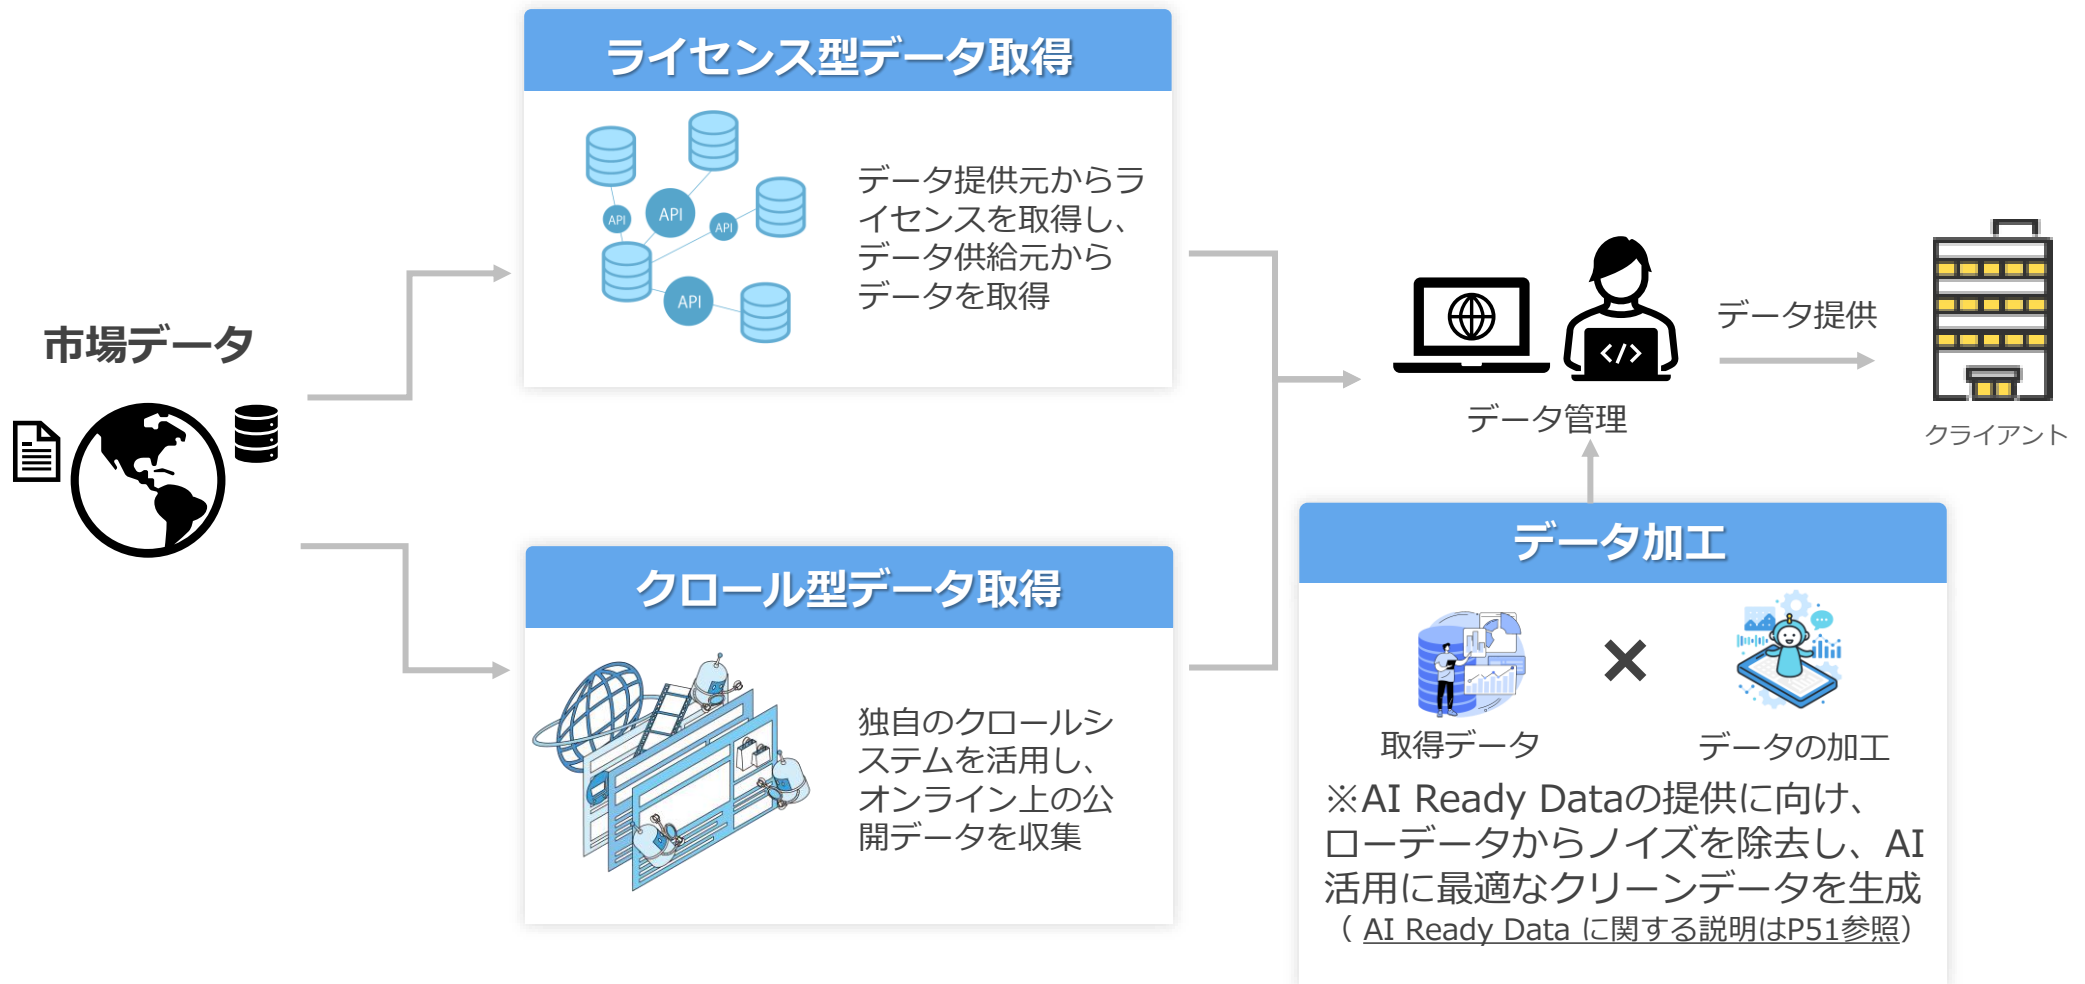 ライセンス型データ取得
API
API
API
API
データ提供元からラ
イセンスを取得し、
データ供給元から
データを取得
市場データ
クロール型データ取得
独自のクロールシ
ステムを活用し、
オンライン上の公
開データを収集
</>
データ管理
データ提供
クライアント
データ加工
取得データ
データの加工
※AI Ready Dataの提供に向け、
ローデータからノイズを除去し、AI
活用に最適なクリーンデータを生成
（ AI Ready Data に関する説明はP51参照）